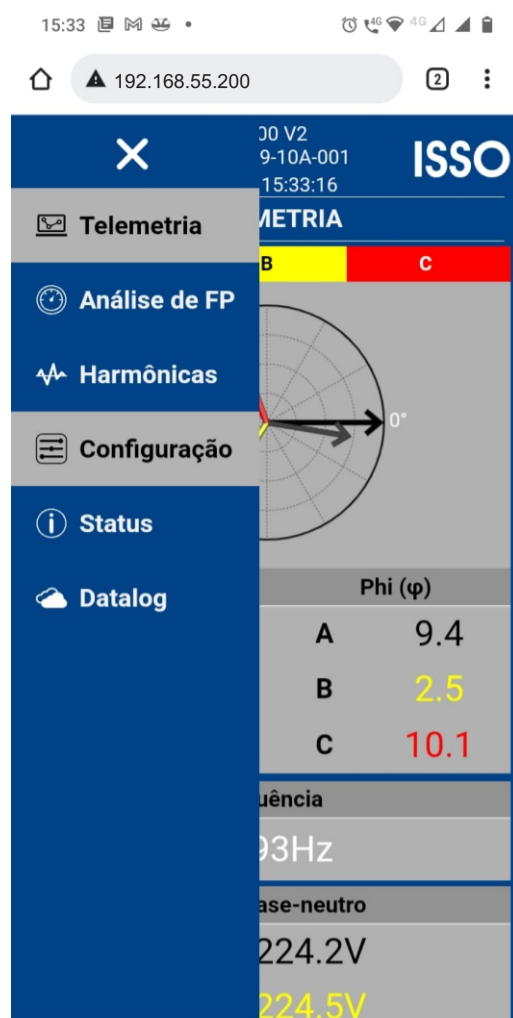 15:33
4G 4G
192.168.55.200
2
00 V2
9-10A-001
15:33:16
ISSO
METRIA
Telemetria
B C
Análise de FP
Harmônicas
0°
Configuração
Status
Phi (φ)
Datalog
A 9.4
B 2.5
C 10.1
uência
93Hz
ase-neutro
224.2V
224.5V